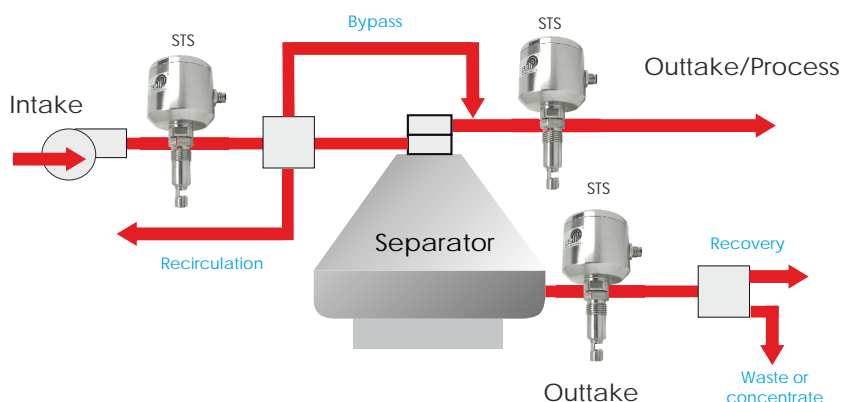 STS
Bypass
STS
Outtake/Process
Intake
STS
Separator
Recovery
Recirculation
Outtake
Waste or
concentrate